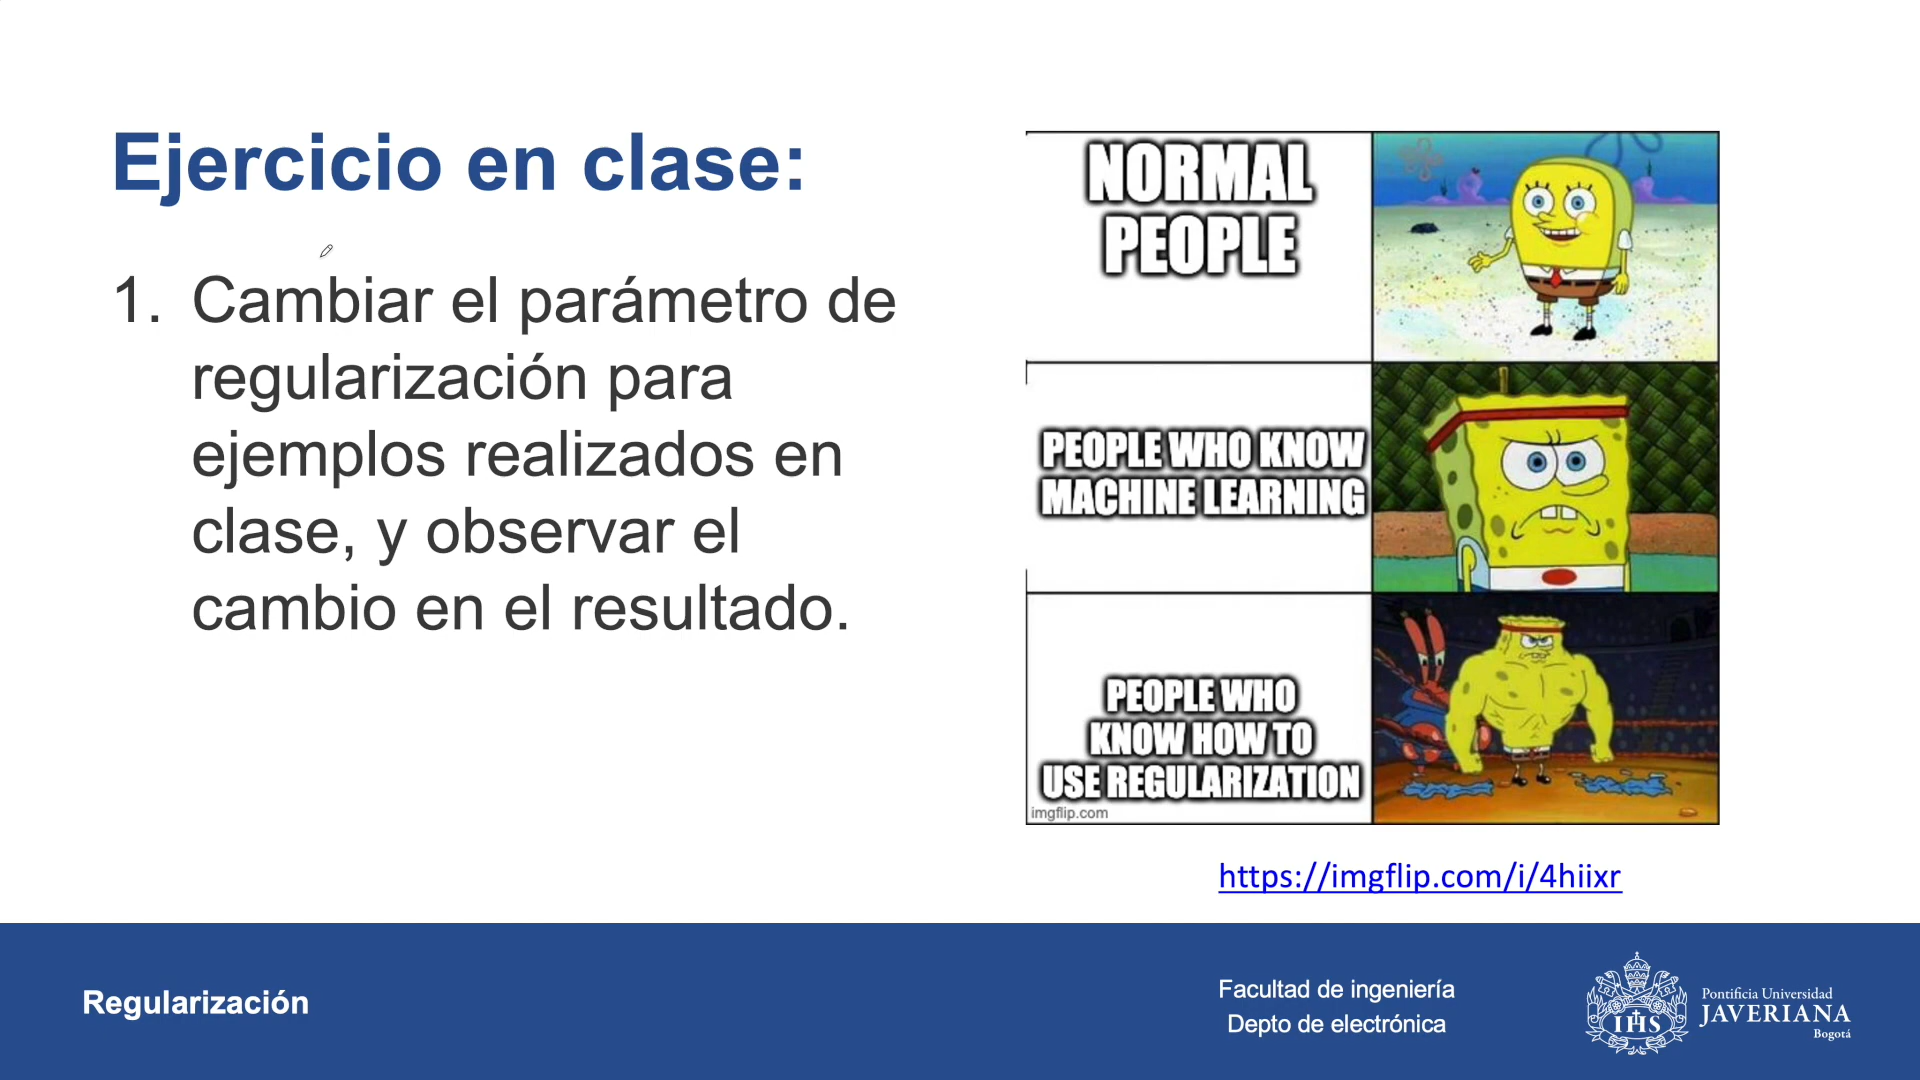 Ejercicio en clase:
1. Cambiar el parámetro de
regularización para
ejemplos realizados en
clase, y observar el
cambio en el resultado.
NORMAL
PEOPLE
PEOPLE WHO KNOW
MACHINE LEARNING
PEOPLE WHO
KNOW HOW TO
USE REGULARIZATION
imgflip.com
https://imgflip.com/i/4hiixr
Regularización
Facultad de ingeniería
Depto de electrónica
IHS
Pontificia Universidad
JAVERIANA
Bogotá